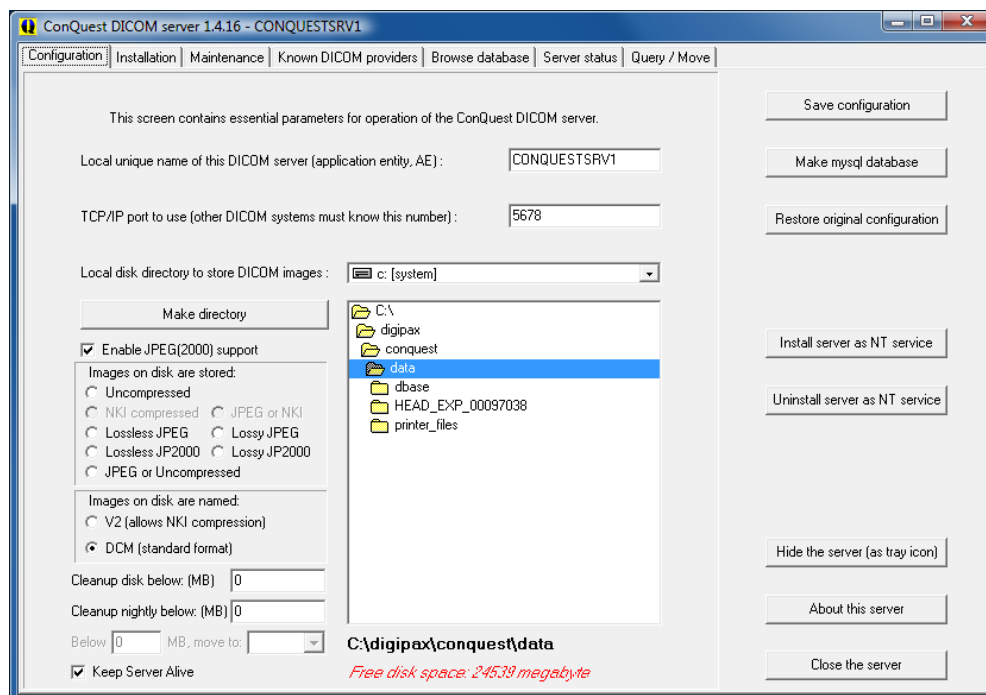 ConQuest DICOM server 1.4.16 - CONQUESTSRV1
Configuration Installation Maintenance Known DICOM providers Browse database Server status Query / Move
This screen contains essential parameters for operation of the ConQuest DICOM server.
Local unique name of this DICOM server (application entity, AE) : CONQUESTSRV1
TCP/IP port to use (other DICOM systems must know this number) : 5678
Local disk directory to store DICOM images : c: [system]
Make directory
Enable JPEG(2000) support
Images on disk are stored:
Uncompressed
NKI compressed JPEG or NKI
Lossless JPEG Lossy JPEG
Lossless JP2000 Lossy JP2000
JPEG or Uncompressed
Images on disk are named:
V2 (allows NKI compression)
DCM (standard format)
Cleanup disk below: (MB) 0
Cleanup nightly below: (MB) 0
Below 0 MB, move to:
Keep Server Alive
C:\
digipax
conquest
data
dbase
HEAD_EXP_00097038
printer_files
C:\digipax\conquest\data
Free disk space: 24539 megabyte
Save configuration
Make mysql database
Restore original configuration
Install server as NT service
Uninstall server as NT service
Hide the server (as tray icon)
About this server
Close the server